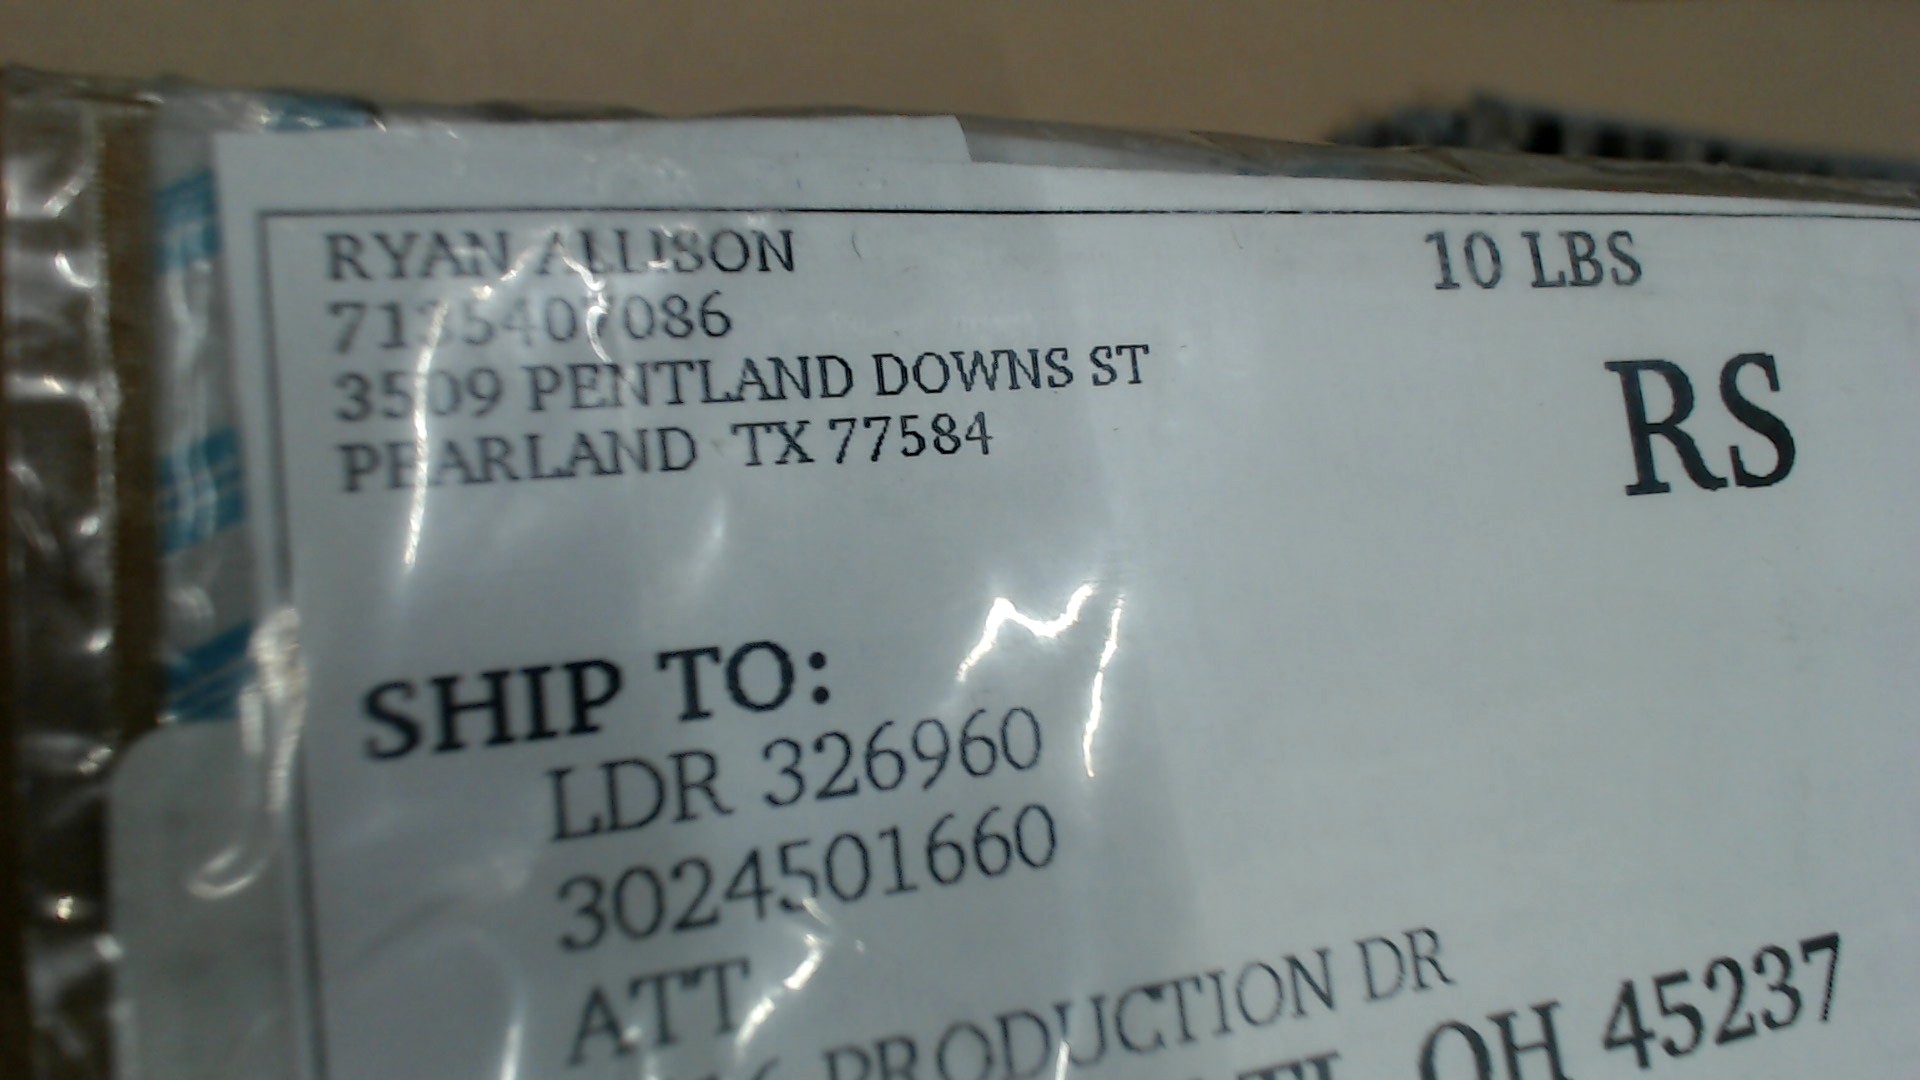 RYAN ALLISON
7135407086
3509 PENTLAND DOWNS ST
PEARLAND TX 77584
10 LBS
RS
SHIP TO:
LDR 326960
3024501660
ATT
PRODUCTION DR
OH 45237